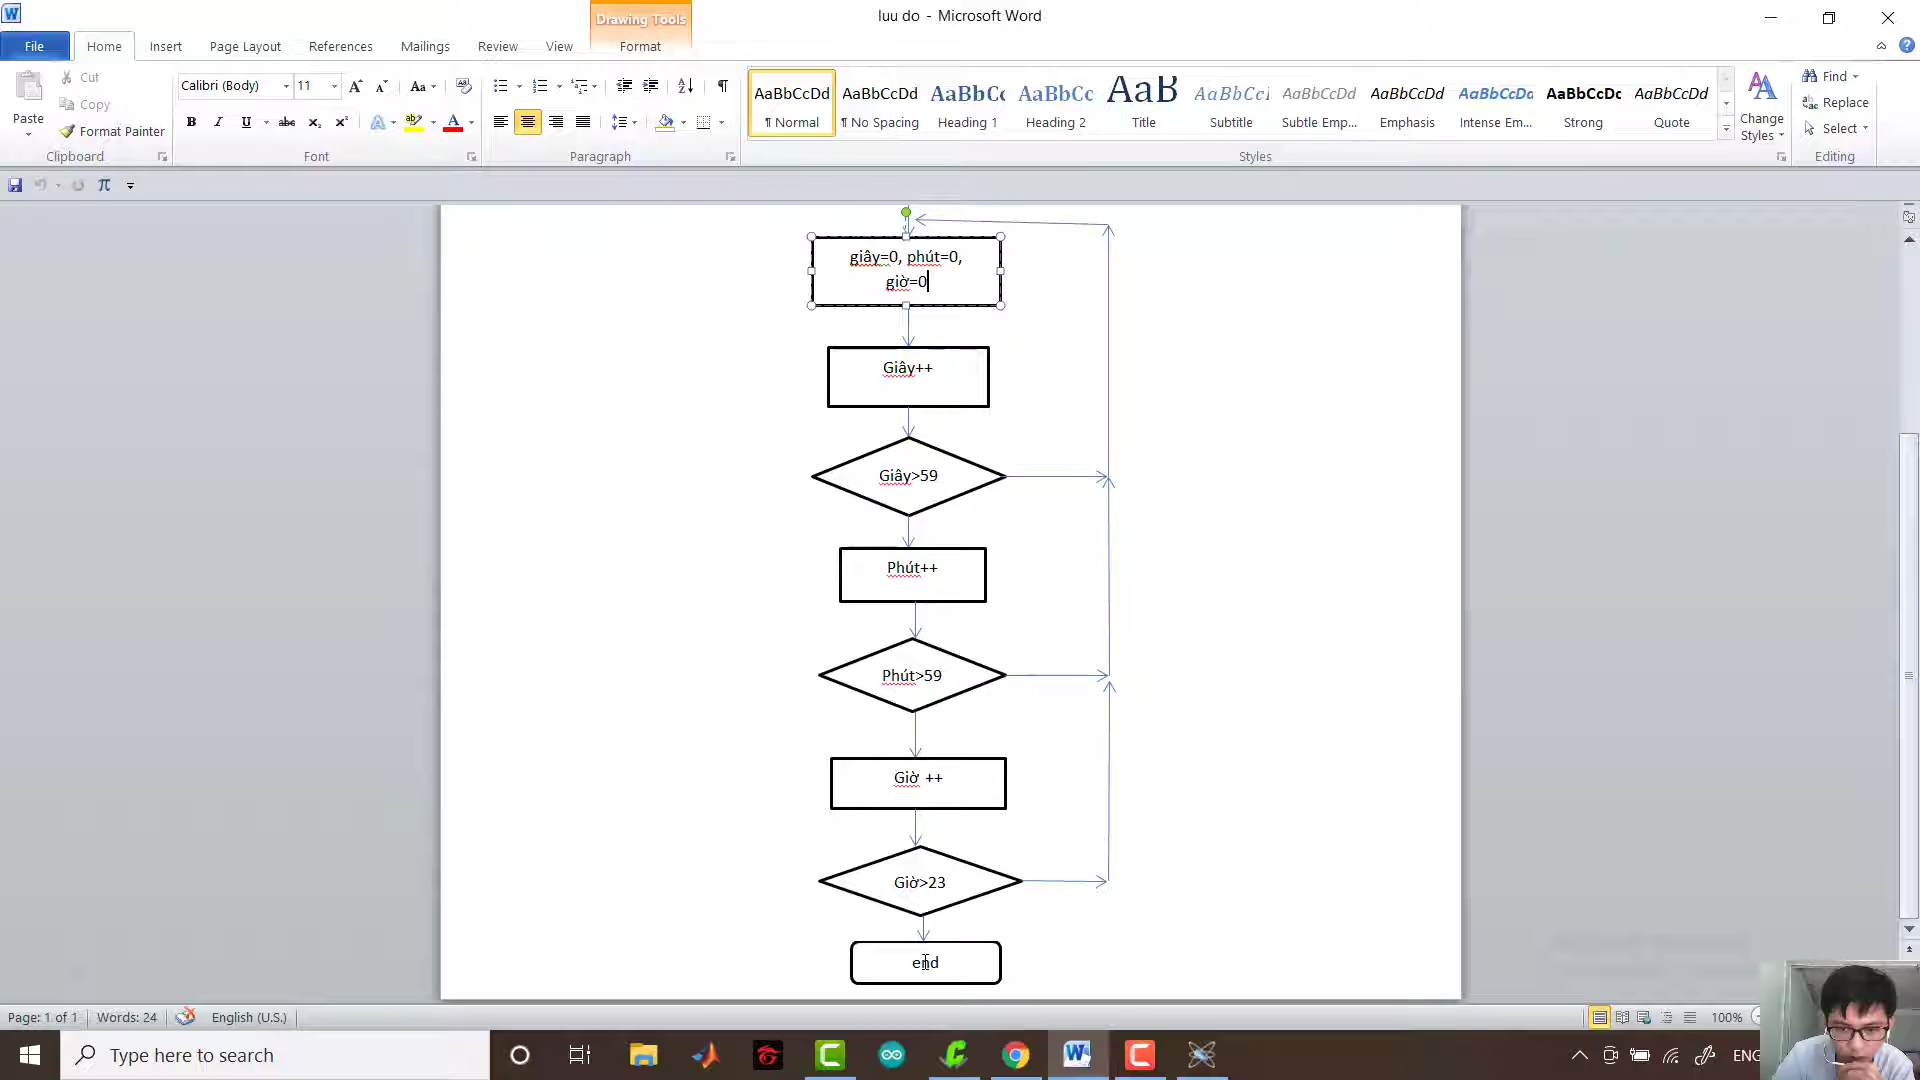 luu do - Microsoft Word
Drawing Tools
File Home Insert Page Layout References Mailings Review View Format
Paste
Cut
Copy
Format Painter
Clipboard
Calibri (Body) 11
Font
Paragraph
AaBbCcDd AaBbCcDd AaBbCc AaBbCc AaB AaBbCcI AaBbCcDd AaBbCcDd AaBbCcDd AaBbCcDc AaBbCcDd
¶ Normal ¶ No Spacing Heading 1 Heading 2 Title Subtitle Subtle Emp... Emphasis Intense Em... Strong Quote
Styles
Change
Styles
Find
Replace
Select
Editing
giây=0, phút=0,
giờ=0
Giây++
Giây>59
Phút++
Phút>59
Giờ ++
Giờ>23
end
Page: 1 of 1 Words: 24 English (U.S.) 100%
Type here to search
ENG